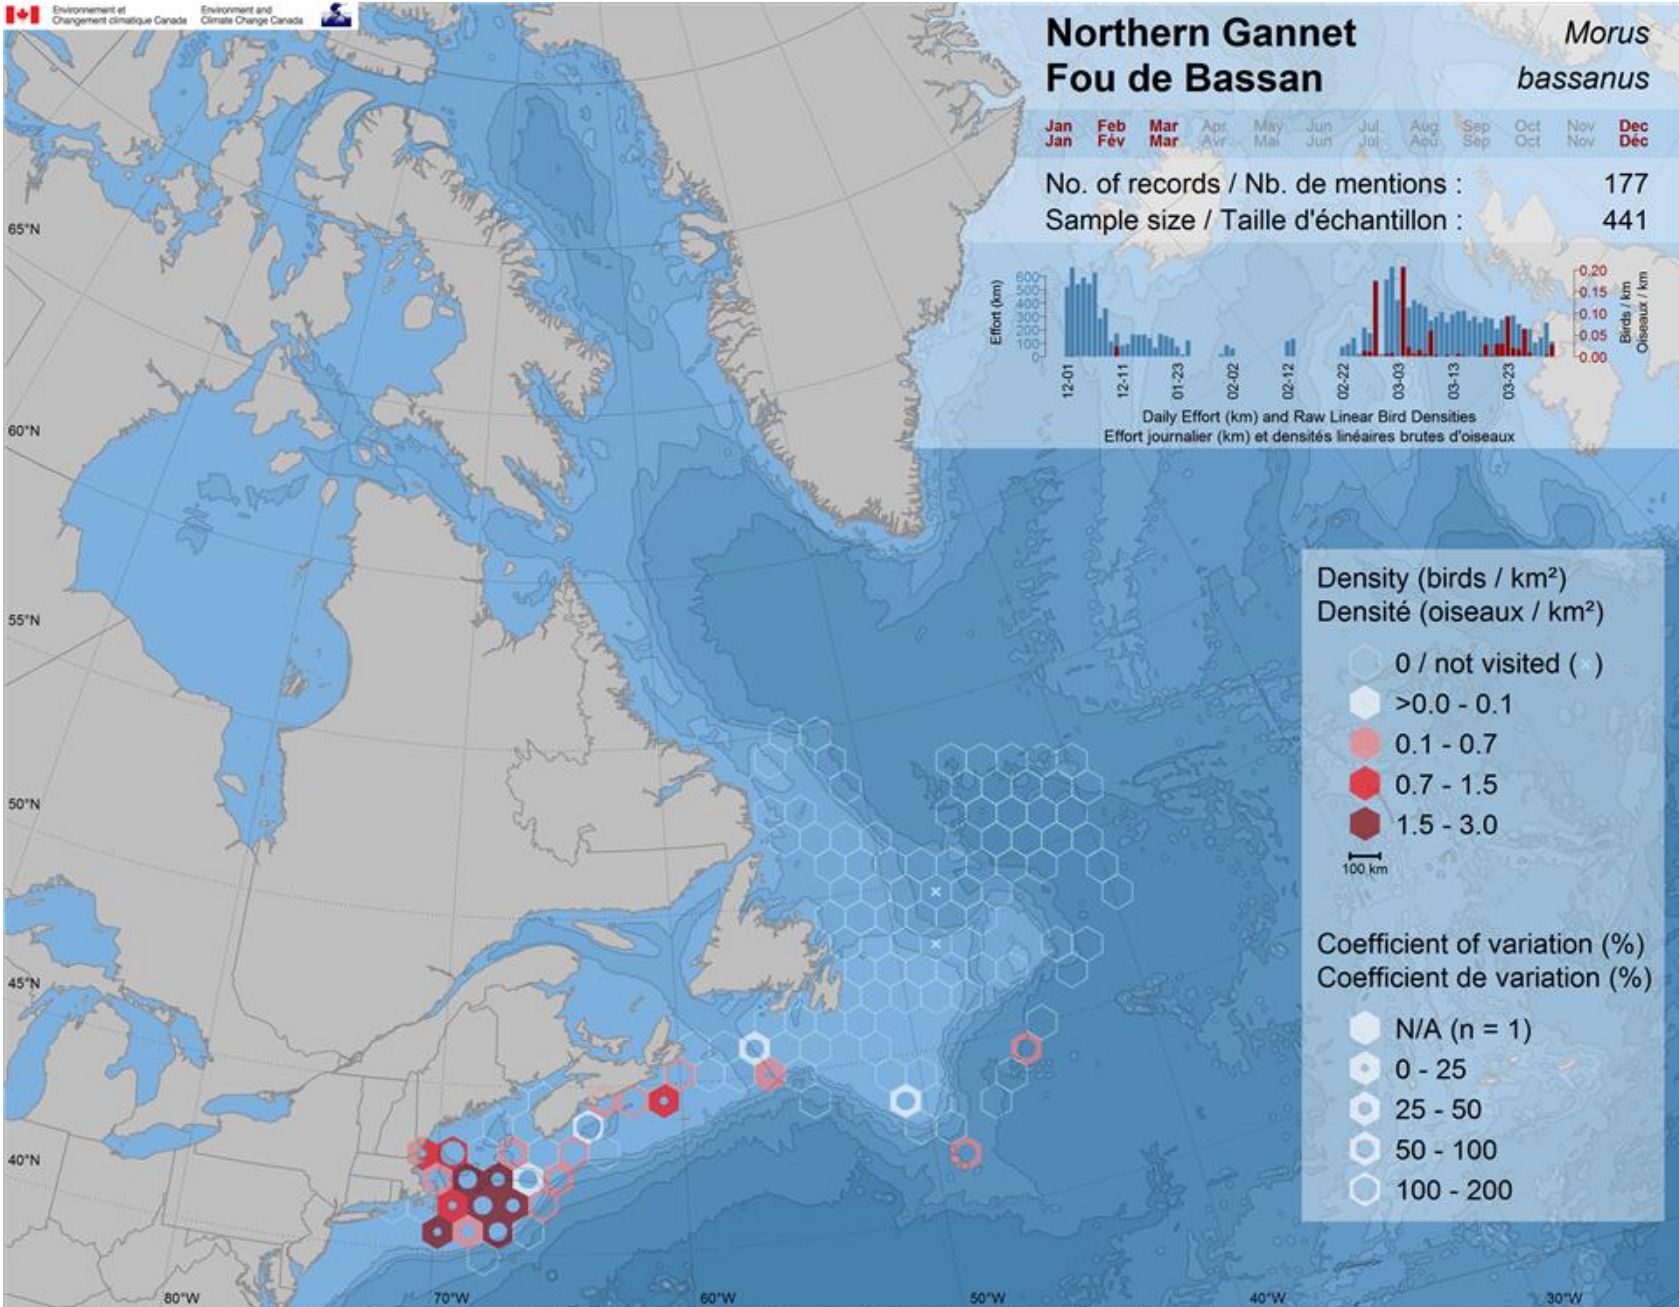 Environnement et Environment and
Changement climatique Canada Climate Change Canada
Northern Gannet Morus
Fou de Bassan bassanus
Jan Feb Mar Apr May Jun Jul Aug Sep Oct Nov Dec
Jan Fév Mar Avr Mai Jun Jul Aoû Sep Oct Nov Déc
No. of records / Nb. de mentions : 177
Sample size / Taille d'échantillon : 441
Effort (km)
600
500
400
300
200
100
0
0.20
0.15
0.10
0.05
0.00
Birds / km
Oiseaux / km
12-01 12-11 01-23 02-02 02-12 02-22 03-03 03-13 03-23
Daily Effort (km) and Raw Linear Bird Densities
Effort journalier (km) et densités linéaires brutes d'oiseaux
65°N
60°N
55°N
50°N
45°N
40°N
Density (birds / km²)
Densité (oiseaux / km²)
0 / not visited (×)
>0.0 - 0.1
0.1 - 0.7
0.7 - 1.5
1.5 - 3.0
100 km
Coefficient of variation (%)
Coefficient de variation (%)
N/A (n = 1)
0 - 25
25 - 50
50 - 100
100 - 200
80°W 70°W 60°W 50°W 40°W 30°W